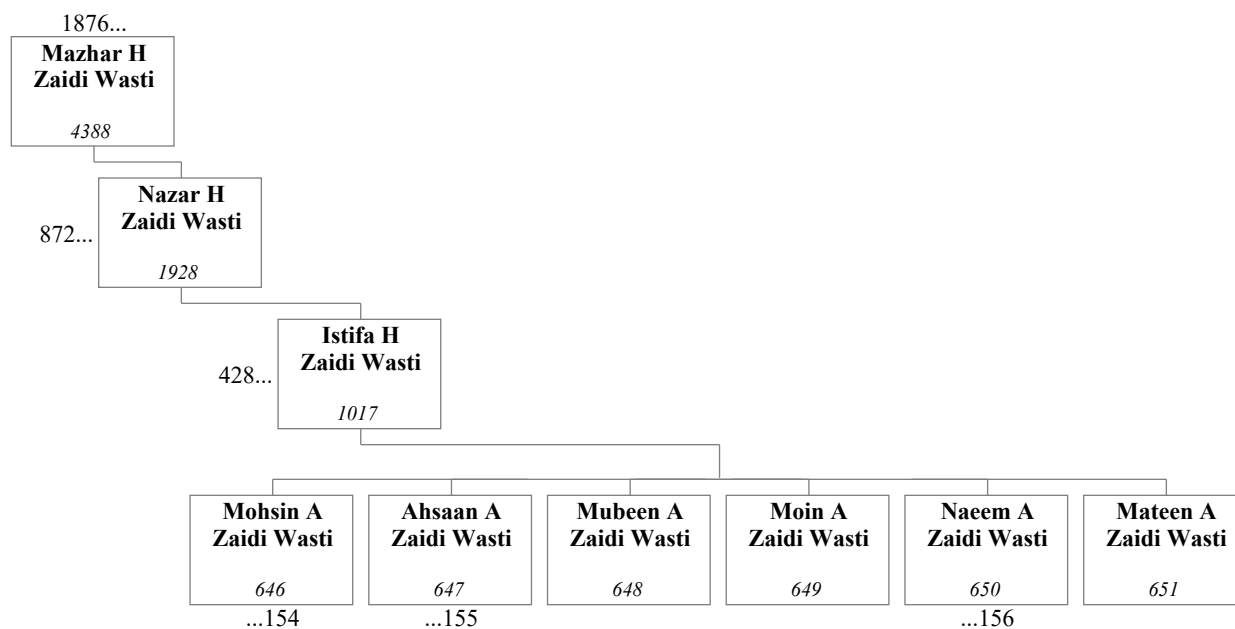 1876...
Mazhar H
Zaidi Wasti
4388
Nazar H
Zaidi Wasti
872...
1928
Istifa H
Zaidi Wasti
428...
1017
Mohsin A
Zaidi Wasti
646
...154
Ahsaan A
Zaidi Wasti
647
...155
Mubeen A
Zaidi Wasti
648
Moin A
Zaidi Wasti
649
Naeem A
Zaidi Wasti
650
...156
Mateen A
Zaidi Wasti
651